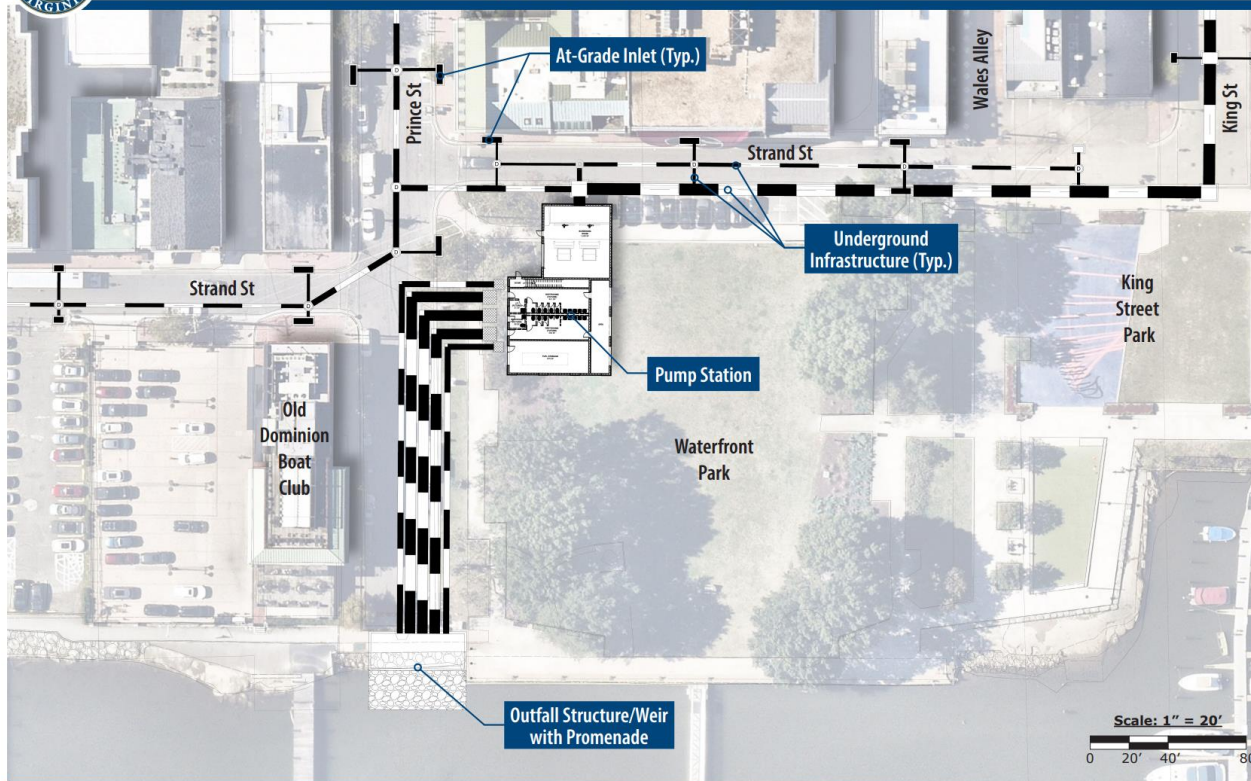 VIRGINI
At-Grade Inlet (Typ.)
Prince St
Wales Alley
King St
Strand St
Underground
Infrastructure (Typ.)
Strand St
King
Street
Park
Pump Station
Old
Dominion
Boat
Club
Waterfront
Park
Outfall Structure/Weir
with Promenade
Scale: 1" = 20'
0 20' 40' 80